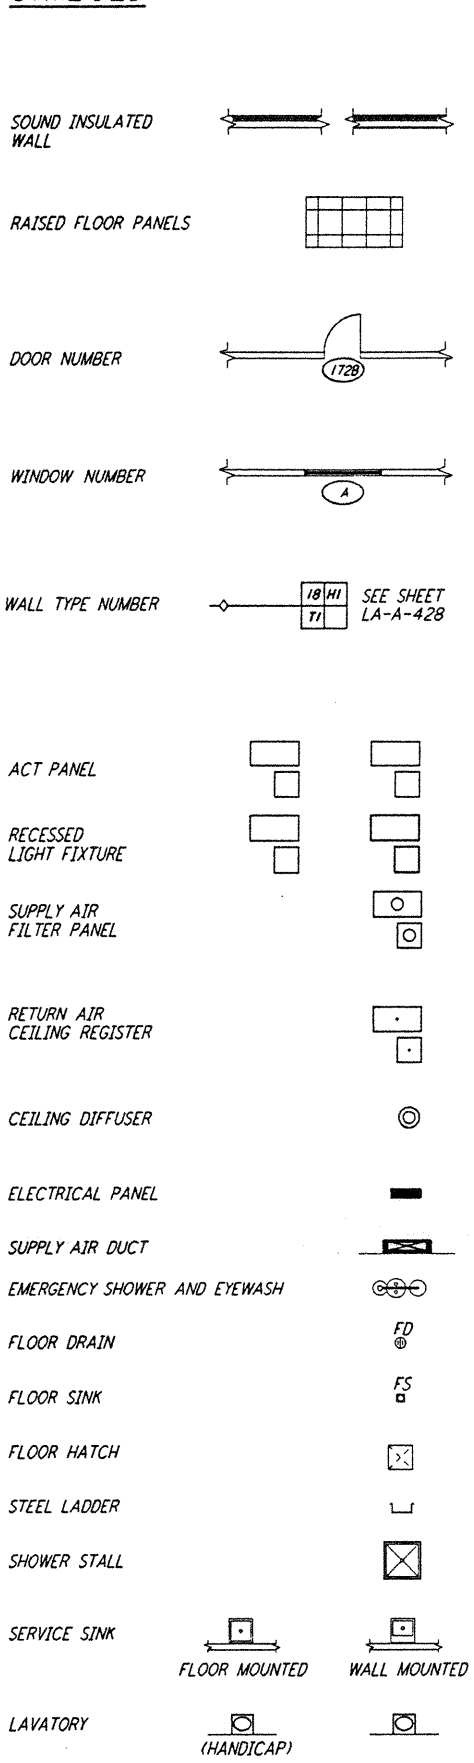 SOUND INSULATED
WALL
RAISED FLOOR PANELS
DOOR NUMBER
172B
WINDOW NUMBER
A
WALL TYPE NUMBER
18 H1
T1
SEE SHEET
LA-A-428
ACT PANEL
RECESSED
LIGHT FIXTURE
SUPPLY AIR
FILTER PANEL
RETURN AIR
CEILING REGISTER
CEILING DIFFUSER
ELECTRICAL PANEL
SUPPLY AIR DUCT
EMERGENCY SHOWER AND EYEWASH
FLOOR DRAIN
FD
FLOOR SINK
FS
FLOOR HATCH
STEEL LADDER
SHOWER STALL
SERVICE SINK
FLOOR MOUNTED
WALL MOUNTED
LAVATORY
(HANDICAP)